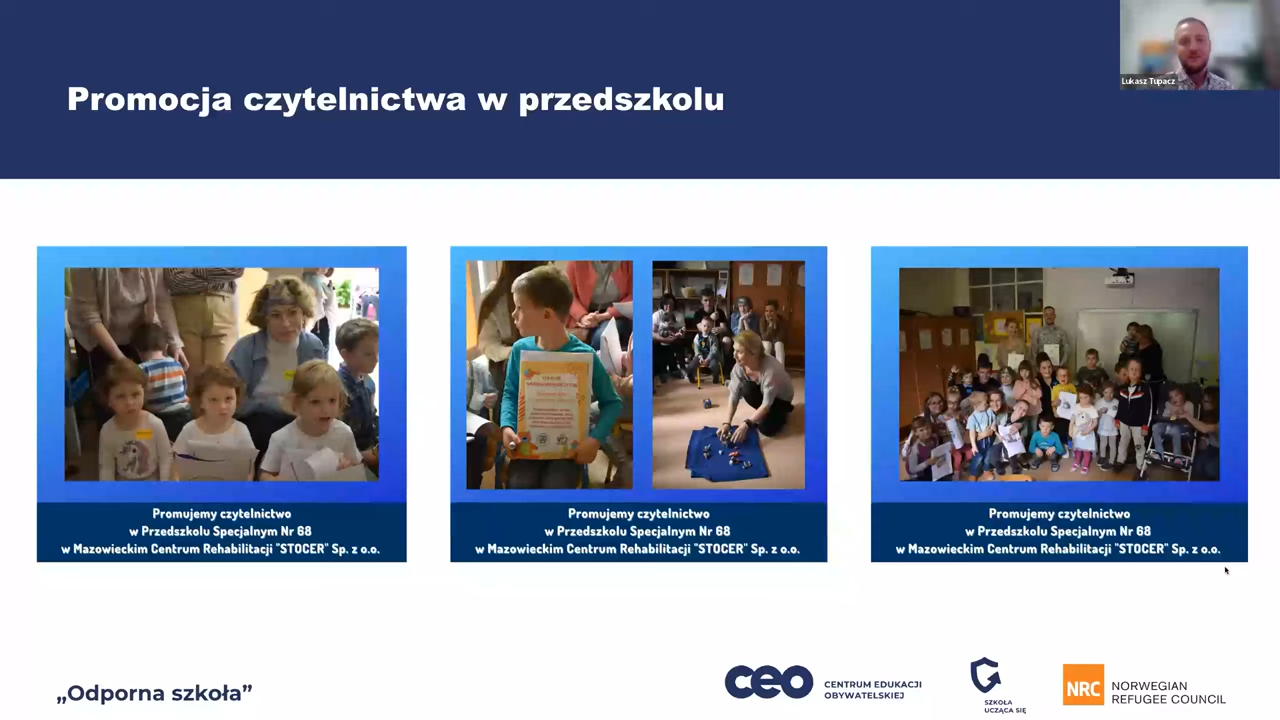 Promocja czytelnictwa w przedszkolu
Lukasz Tupacz
Promujemy czytelnictwo
w Przedszkolu Specjalnym Nr 68
w Mazowieckim Centrum Rehabilitacji "STOCER" Sp. z o.o.
Promujemy czytelnictwo
w Przedszkolu Specjalnym Nr 68
w Mazowieckim Centrum Rehabilitacji "STOCER" Sp. z o.o.
Promujemy czytelnictwo
w Przedszkolu Specjalnym Nr 68
w Mazowieckim Centrum Rehabilitacji "STOCER" Sp. z o.o.
„Odporna szkoła”
ceo
CENTRUM EDUKACJI
OBYWATELSKIEJ
SZKOŁA
UCZĄCA SIĘ
NRC
NORWEGIAN
REFUGEE COUNCIL